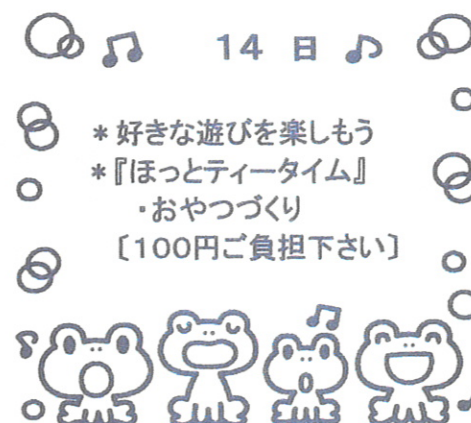 14 日
*好きな遊びを楽しもう
*『ほっとティータイム』
・おやつづくり
〔100円ご負担下さい〕